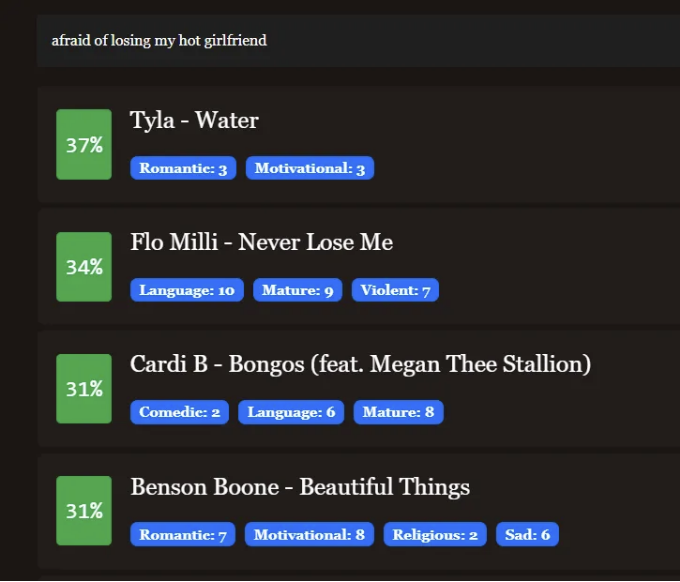 afraid of losing my hot girlfriend
37%
Tyla - Water
Romantic: 3 Motivational: 3
34%
Flo Milli - Never Lose Me
Language: 10 Mature: 9 Violent: 7
31%
Cardi B - Bongos (feat. Megan Thee Stallion)
Comedic: 2 Language: 6 Mature: 8
31%
Benson Boone - Beautiful Things
Romantic: 7 Motivational: 8 Religious: 2 Sad: 6